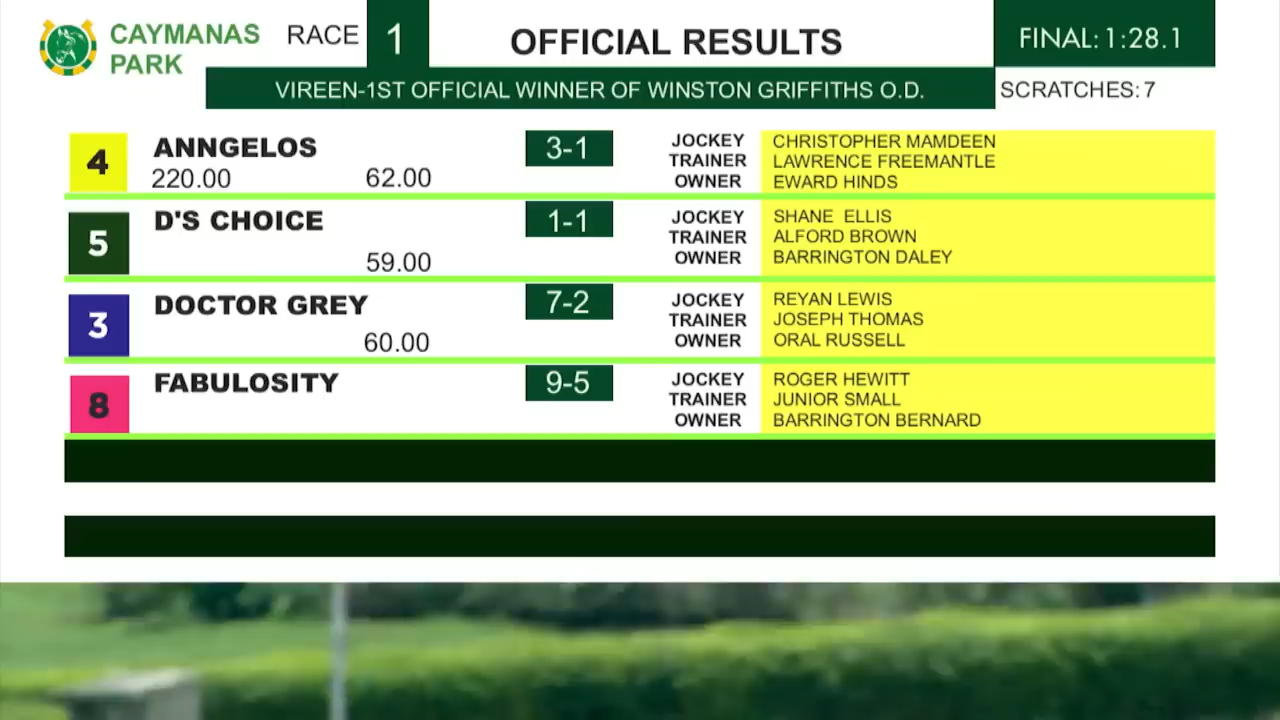 CAYMANAS
PARK
RACE 1
OFFICIAL RESULTS
FINAL: 1:28.1
VIREEN-1ST OFFICIAL WINNER OF WINSTON GRIFFITHS O.D.
SCRATCHES: 7
4 ANNGELOS 3-1
220.00 62.00
JOCKEY CHRISTOPHER MAMDEEN
TRAINER LAWRENCE FREEMANTLE
OWNER EWARD HINDS
5 D'S CHOICE 1-1
59.00
JOCKEY SHANE ELLIS
TRAINER ALFORD BROWN
OWNER BARRINGTON DALEY
3 DOCTOR GREY 7-2
60.00
JOCKEY REYAN LEWIS
TRAINER JOSEPH THOMAS
OWNER ORAL RUSSELL
8 FABULOSITY 9-5
JOCKEY ROGER HEWITT
TRAINER JUNIOR SMALL
OWNER BARRINGTON BERNARD